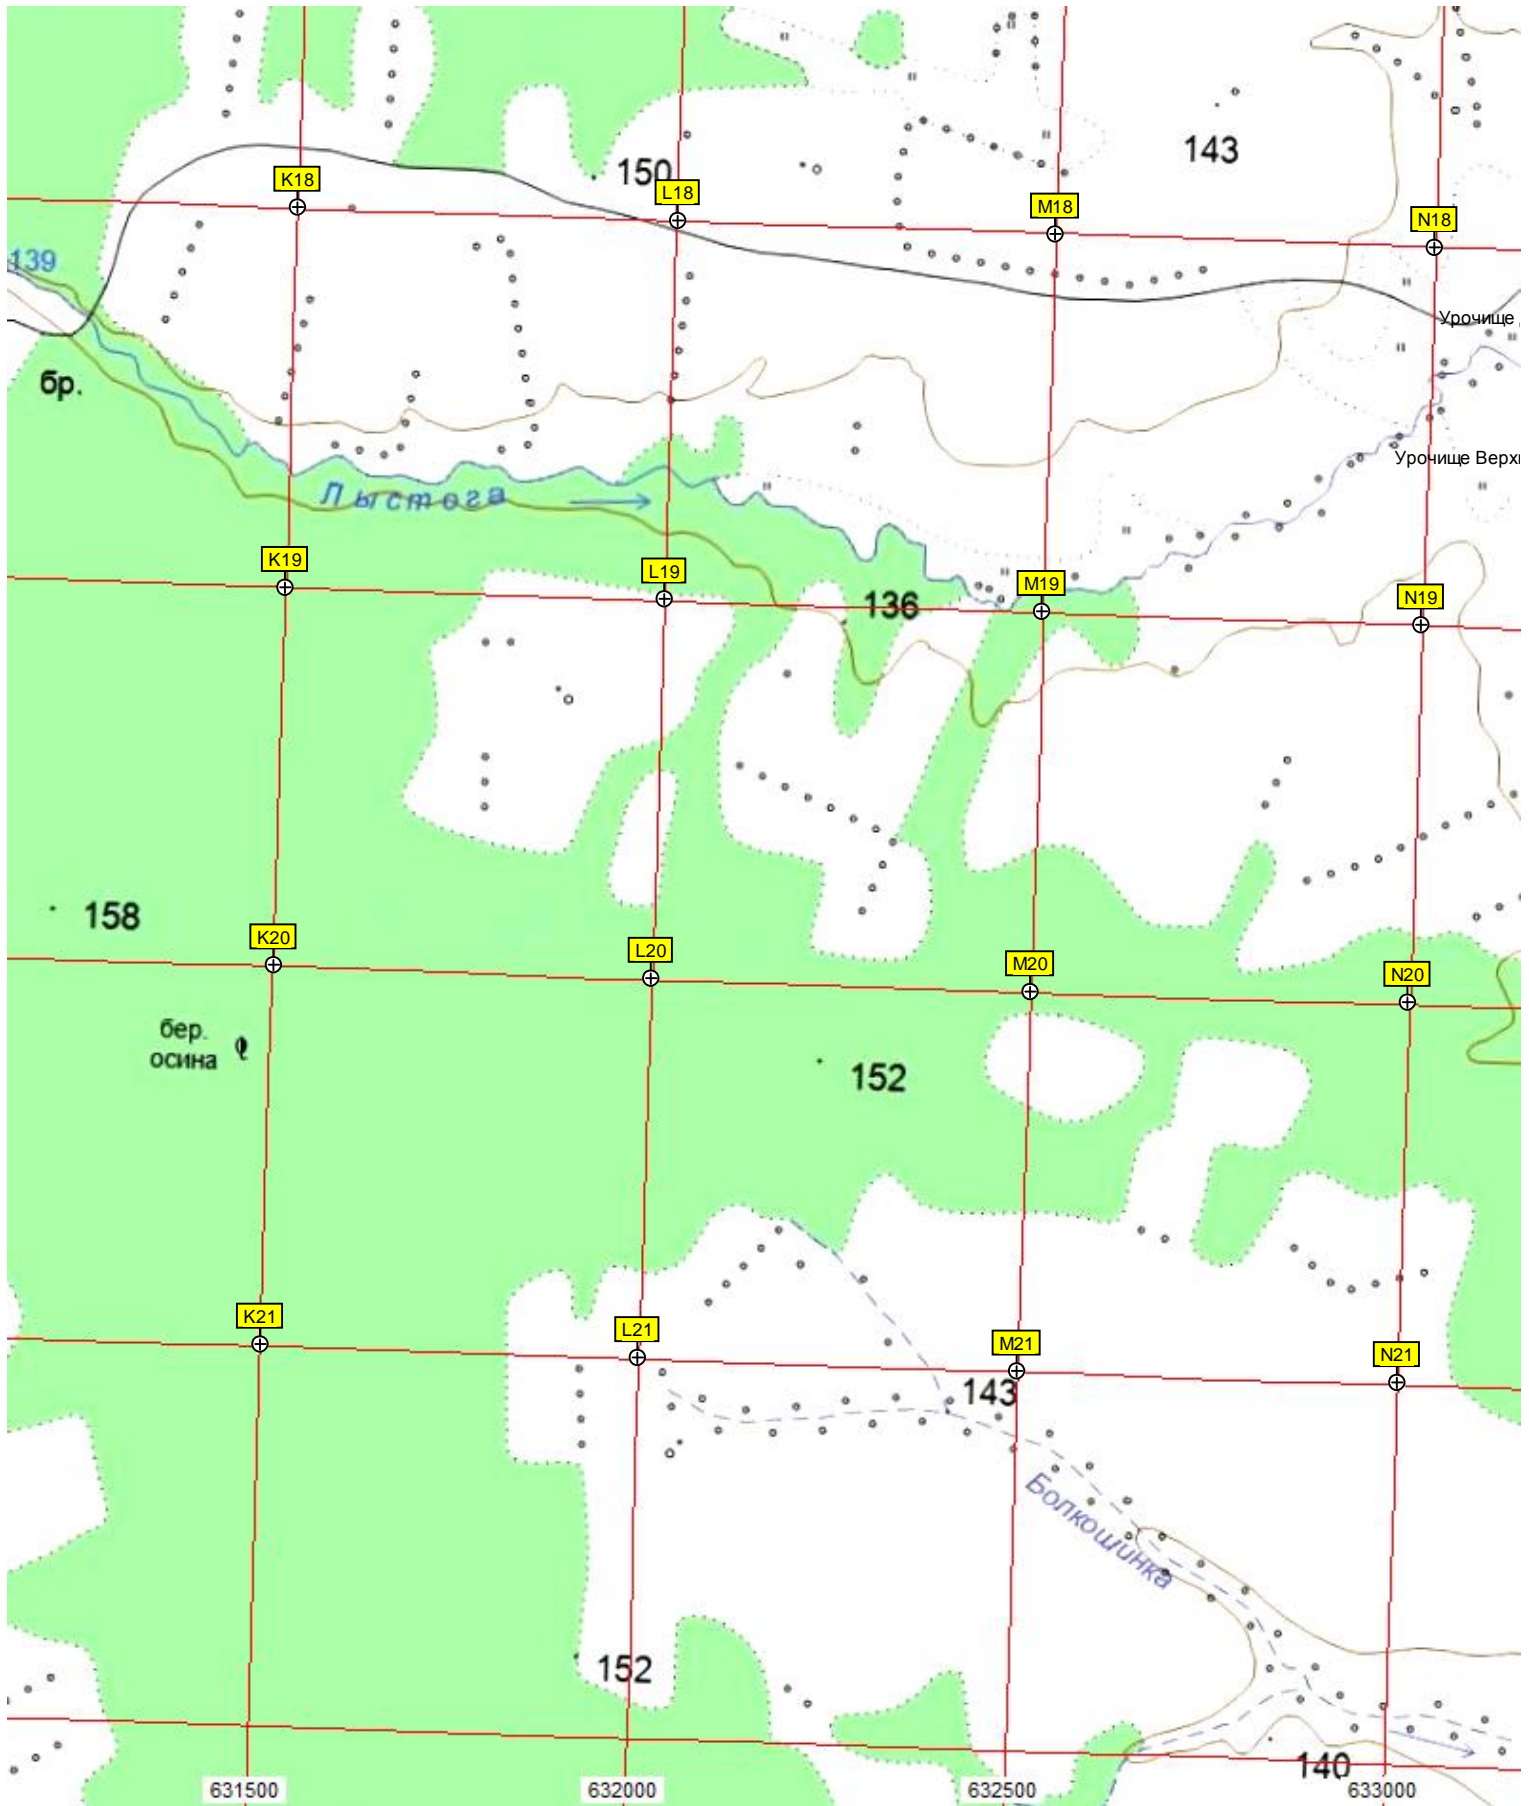 150
143
K18
L18
M18
N18
139
Урочище
бр.
Урочище Верх
Лыстога
K19
L19
M19
N19
136
158
K20
L20
M20
N20
бер.
осина
152
K21
L21
M21
N21
143
Болкошинка
152
140
631500
632000
632500
633000